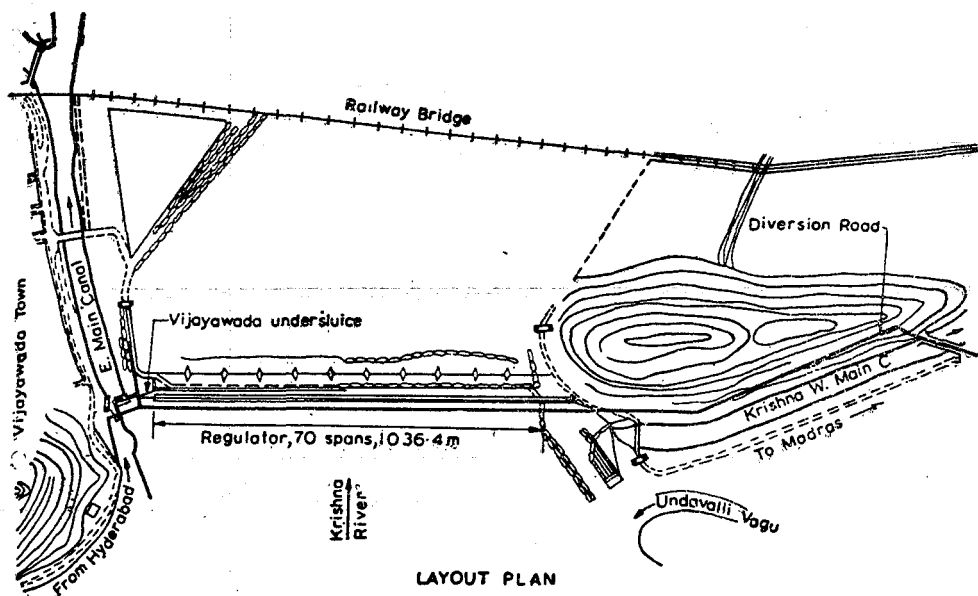 Railway Bridge
Diversion Road
Vijayawada Town
E. Main Canal
Vijayawada undersluice
Krishna W. Main C
To Madras
Regulator, 70 spans, 1036.4 m
Krishna
River
Undavalli Vagu
From Hyderabad
LAYOUT PLAN